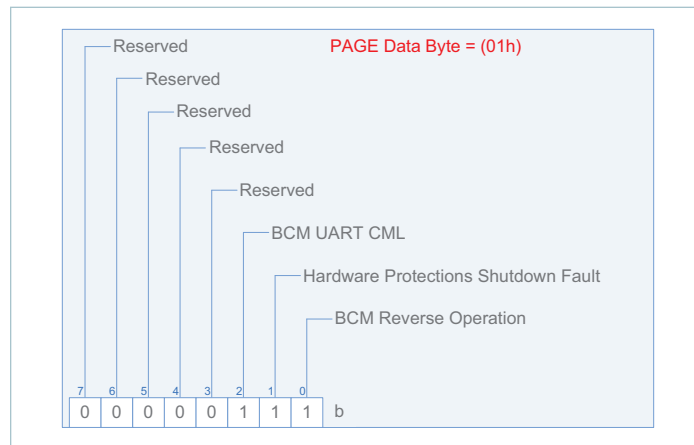 Reserved PAGE Data Byte = (01h)
Reserved
Reserved
Reserved
Reserved
BCM UART CML
Hardware Protections Shutdown Fault
BCM Reverse Operation
7 6 5 4 3 2 1 0
0 0 0 0 0 1 1 1 b